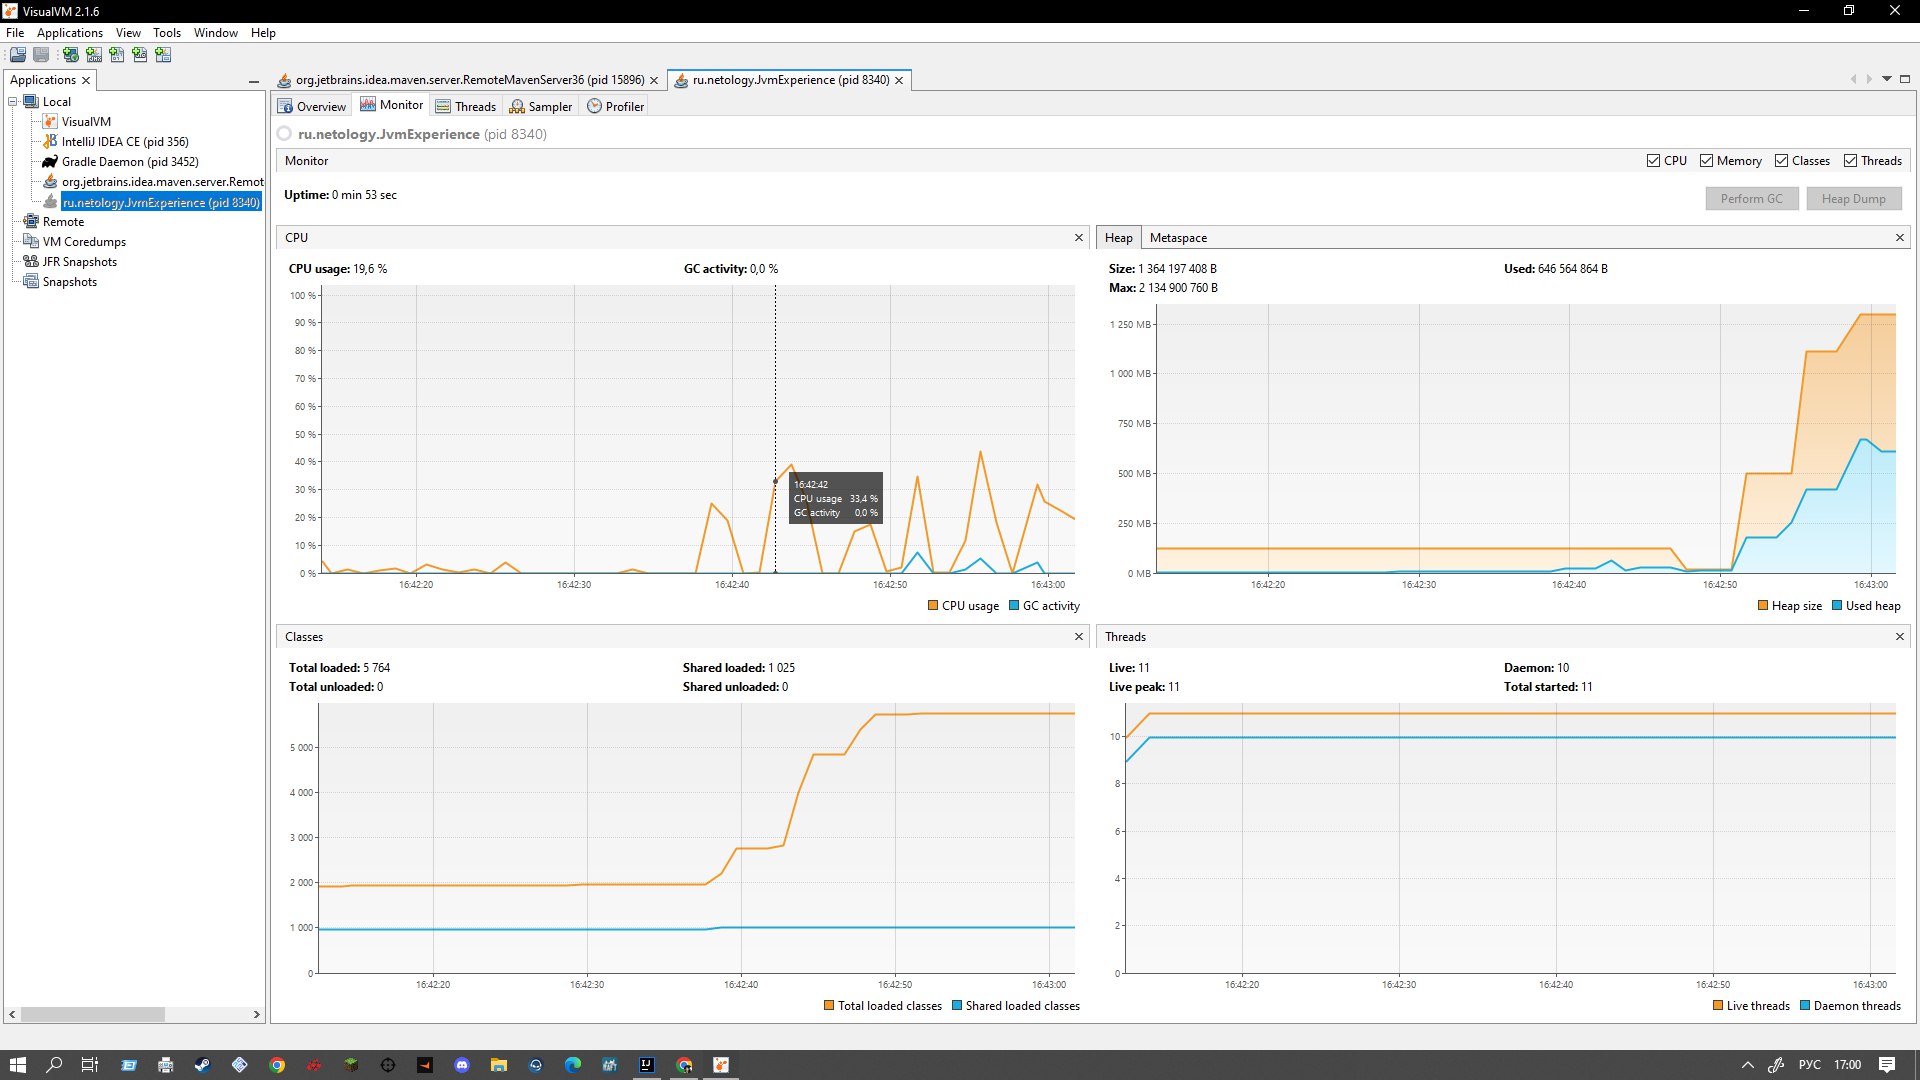 VisualVM 2.1.6
File Applications View Tools Window Help
Applications
Local
VisualVM
IntelliJ IDEA CE (pid 356)
Gradle Daemon (pid 3452)
org.jetbrains.idea.maven.server.Remot
ru.netology.JvmExperience (pid 8340)
Remote
VM Coredumps
JFR Snapshots
Snapshots
org.jetbrains.idea.maven.server.RemoteMavenServer36 (pid 15896)
ru.netology.JvmExperience (pid 8340)
Overview Monitor Threads Sampler Profiler
ru.netology.JvmExperience (pid 8340)
Monitor
CPU Memory Classes Threads
Uptime: 0 min 53 sec
Perform GC Heap Dump
CPU
CPU usage: 19,6 % GC activity: 0,0 %
100 %
90 %
80 %
70 %
60 %
50 %
40 %
30 %
20 %
10 %
0 %
16:42:42
CPU usage 33,4 %
GC activity 0,0 %
16:42:20 16:42:30 16:42:40 16:42:50 16:43:00
CPU usage GC activity
Heap Metaspace
Size: 1 364 197 408 B Used: 646 564 864 B
Max: 2 134 900 760 B
1 250 MB
1 000 MB
750 MB
500 MB
250 MB
0 MB
16:42:20 16:42:30 16:42:40 16:42:50 16:43:00
Heap size Used heap
Classes
Total loaded: 5 764 Shared loaded: 1 025
Total unloaded: 0 Shared unloaded: 0
5 000
4 000
3 000
2 000
1 000
0
16:42:20 16:42:30 16:42:40 16:42:50 16:43:00
Total loaded classes Shared loaded classes
Threads
Live: 11 Daemon: 10
Live peak: 11 Total started: 11
10
8
6
4
2
0
16:42:20 16:42:30 16:42:40 16:42:50 16:43:00
Live threads Daemon threads
РУС 17:00